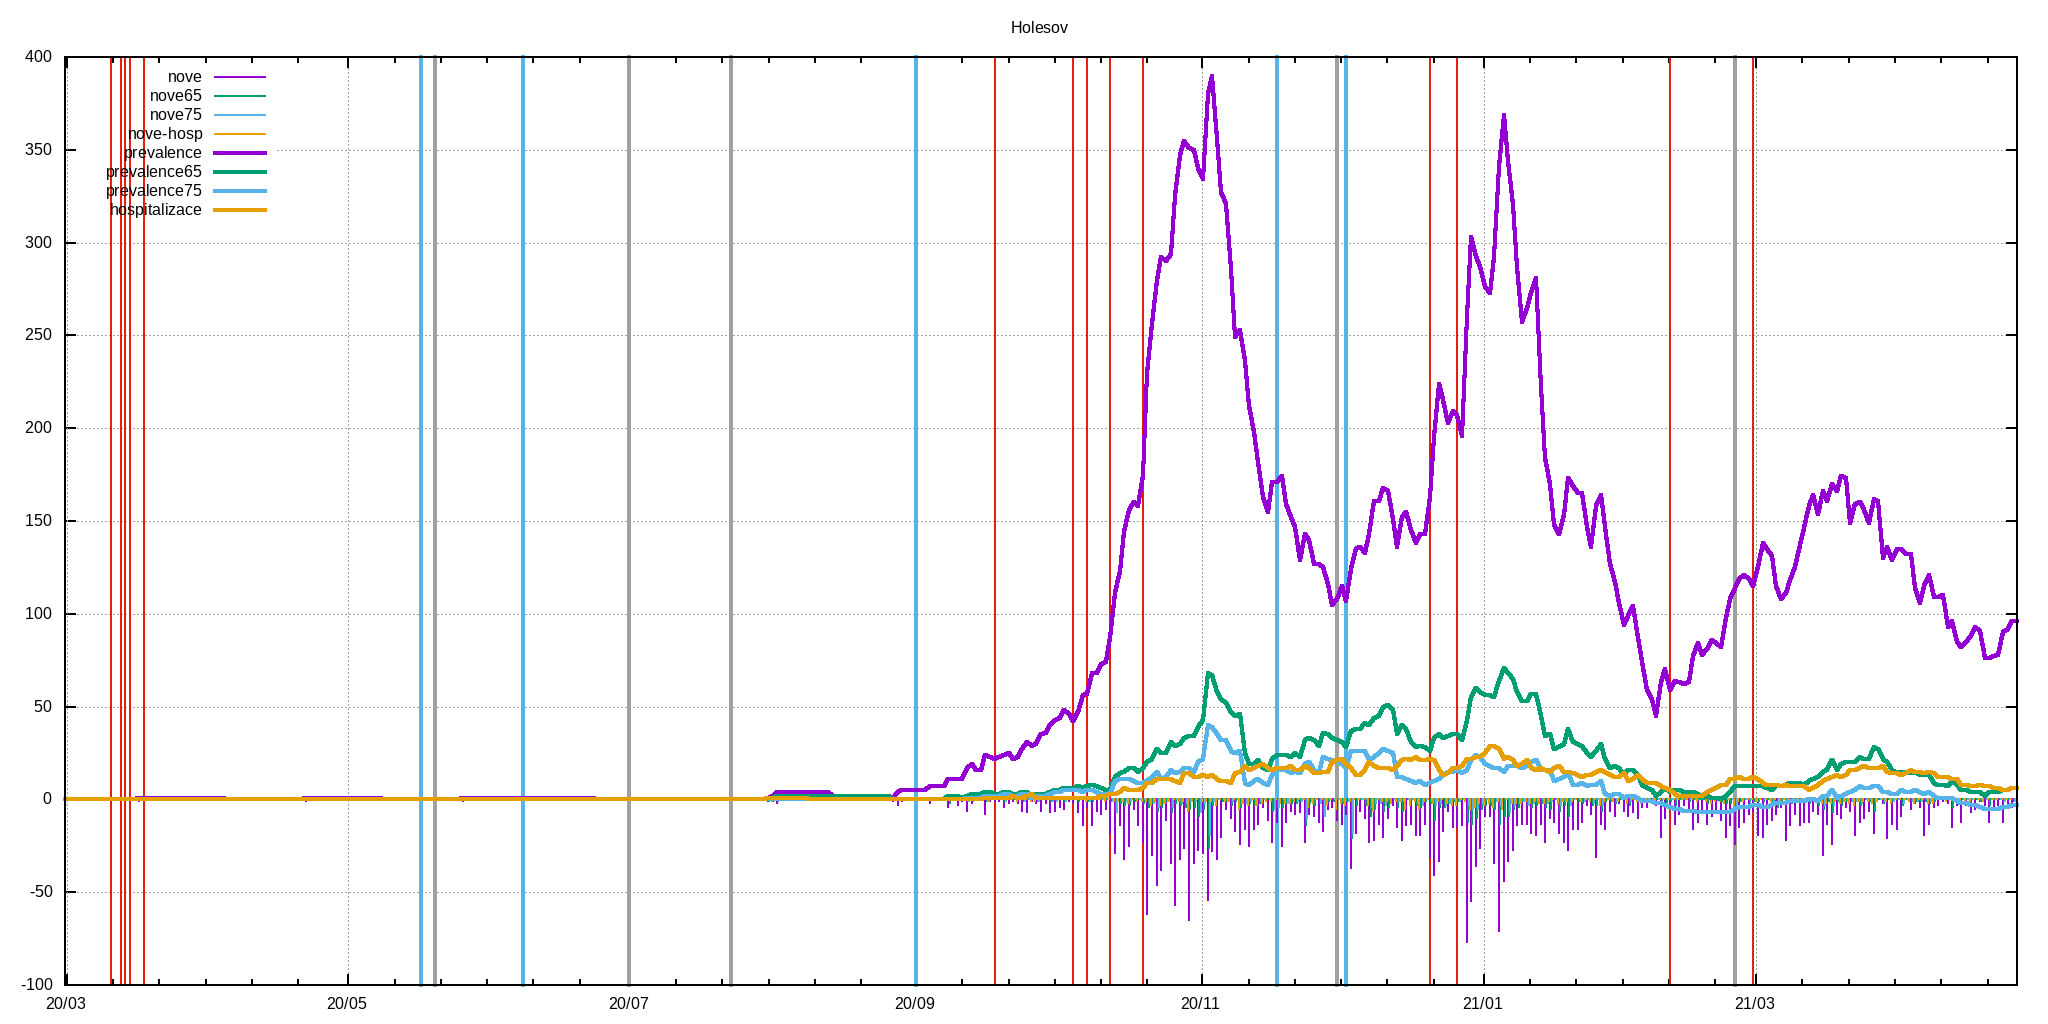 Holesov
400
350
300
250
200
150
100
50
0
-50
-100
nove
nove65
nove75
nove-hosp
prevalence
prevalence65
prevalence75
hospitalizace
20/03 20/05 20/07 20/09 20/11 21/01 21/03